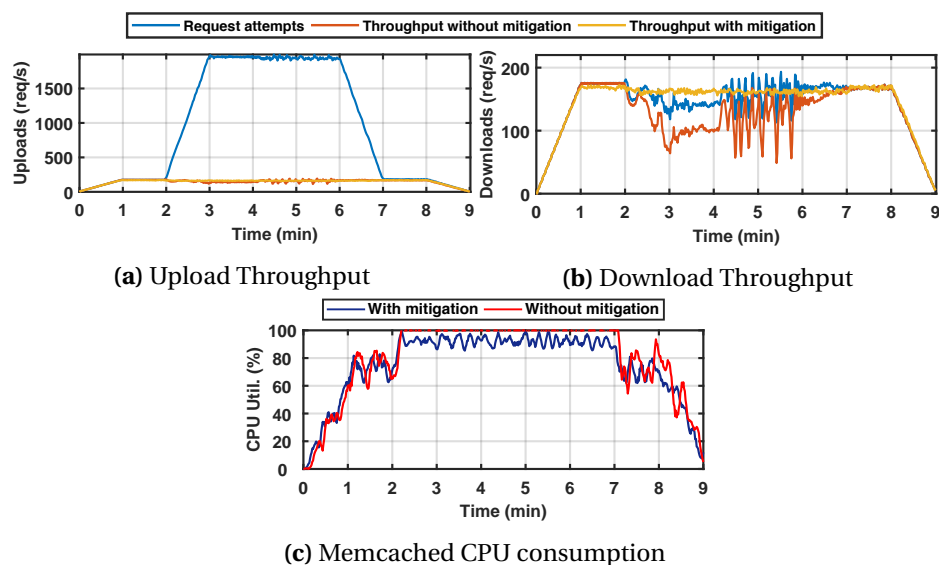 Request attempts Throughput without mitigation Throughput with mitigation
Uploads (req/s)
1500
1000
500
0
0 1 2 3 4 5 6 7 8 9
Time (min)
(a) Upload Throughput
Downloads (req/s)
200
100
0
0 1 2 3 4 5 6 7 8 9
Time (min)
(b) Download Throughput
With mitigation Without mitigation
CPU Util. (%)
100
80
60
40
20
0
0 1 2 3 4 5 6 7 8 9
Time (min)
(c) Memcached CPU consumption